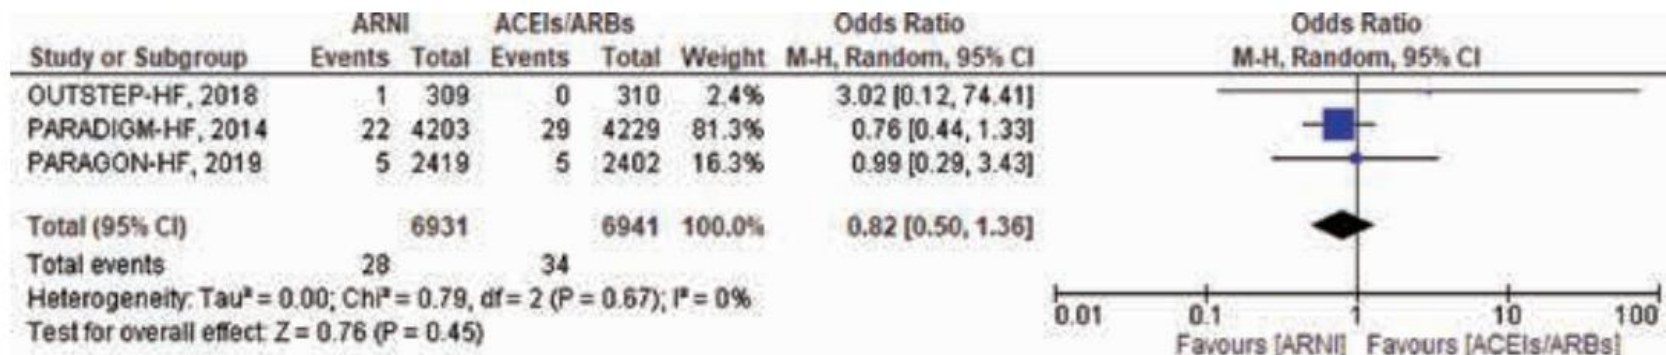 ARNI ACEIs/ARBs Odds Ratio Odds Ratio
Study or Subgroup Events Total Events Total Weight M-H, Random, 95% CI M-H, Random, 95% CI
OUTSTEP-HF, 2018 1 309 0 310 2.4% 3.02 [0.12, 74.41]
PARADIGM-HF, 2014 22 4203 29 4229 81.3% 0.76 [0.44, 1.33]
PARAGON-HF, 2019 5 2419 5 2402 16.3% 0.99 [0.29, 3.43]
Total (95% CI) 6931 6941 100.0% 0.82 [0.50, 1.36]
Total events 28 34
Heterogeneity: Tau² = 0.00; Chi² = 0.79, df = 2 (P = 0.67); I² = 0%
Test for overall effect: Z = 0.76 (P = 0.45)
0.01 0.1 1 10 100
Favours [ARNI] Favours [ACEIs/ARBs]